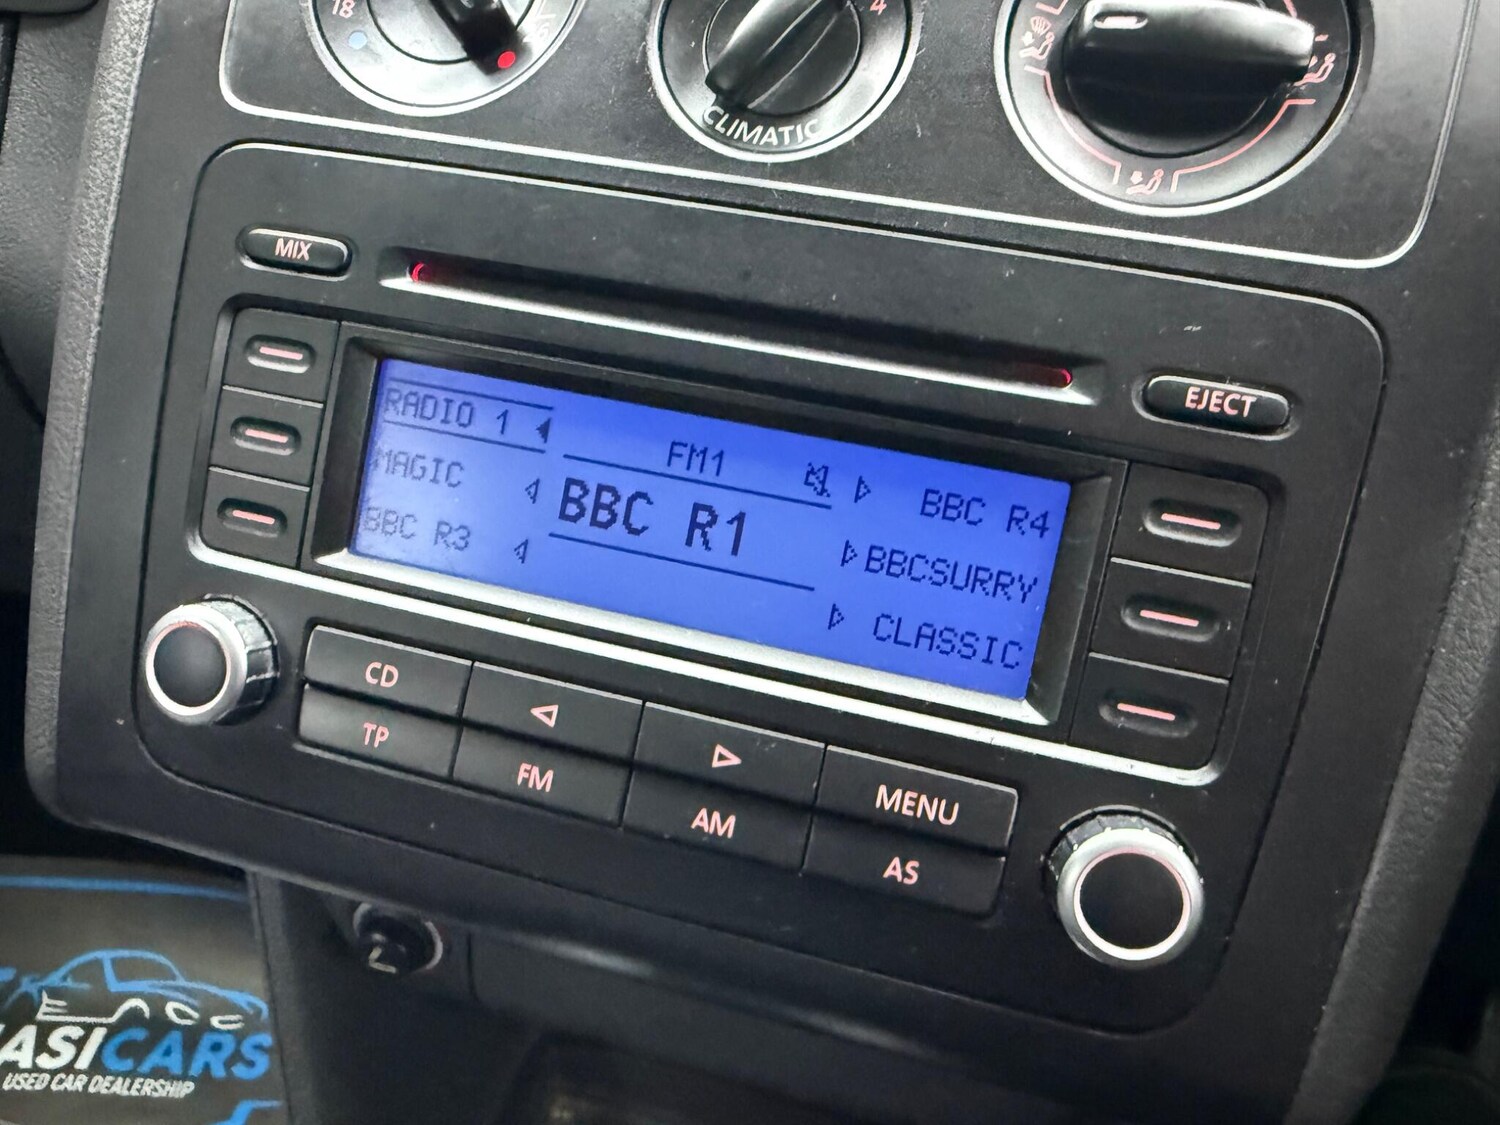 18
4
CLIMATIC
MIX
EJECT
RADIO 1
FM1
BBC R4
MAGIC
BBC R1
BBCSURRY
BBC R3
CLASSIC
CD
TP
FM
MENU
AM
AS
ASICARS
USED CAR DEALERSHIP